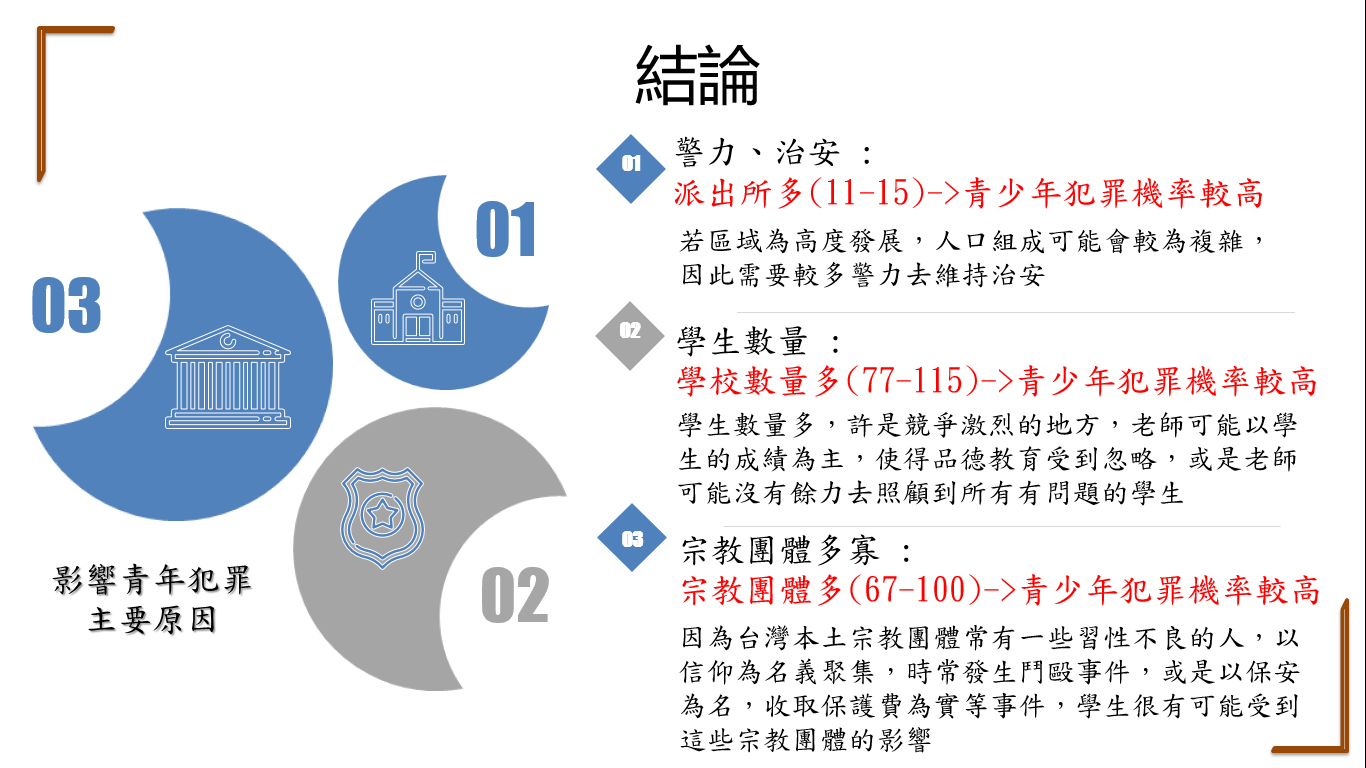 結論
01
03
02
影響青年犯罪
主要原因
01
警力、治安 :
派出所多(11-15)->青少年犯罪機率較高
若區域為高度發展，人口組成可能會較為複雜，
因此需要較多警力去維持治安
02
學生數量 :
學校數量多(77-115)->青少年犯罪機率較高
學生數量多，許是競爭激烈的地方，老師可能以學
生的成績為主，使得品德教育受到忽略，或是老師
可能沒有餘力去照顧到所有有問題的學生
03
宗教團體多寡 :
宗教團體多(67-100)->青少年犯罪機率較高
因為台灣本土宗教團體常有一些習性不良的人，以
信仰為名義聚集，時常發生鬥毆事件，或是以保安
為名，收取保護費為實等事件，學生很有可能受到
這些宗教團體的影響